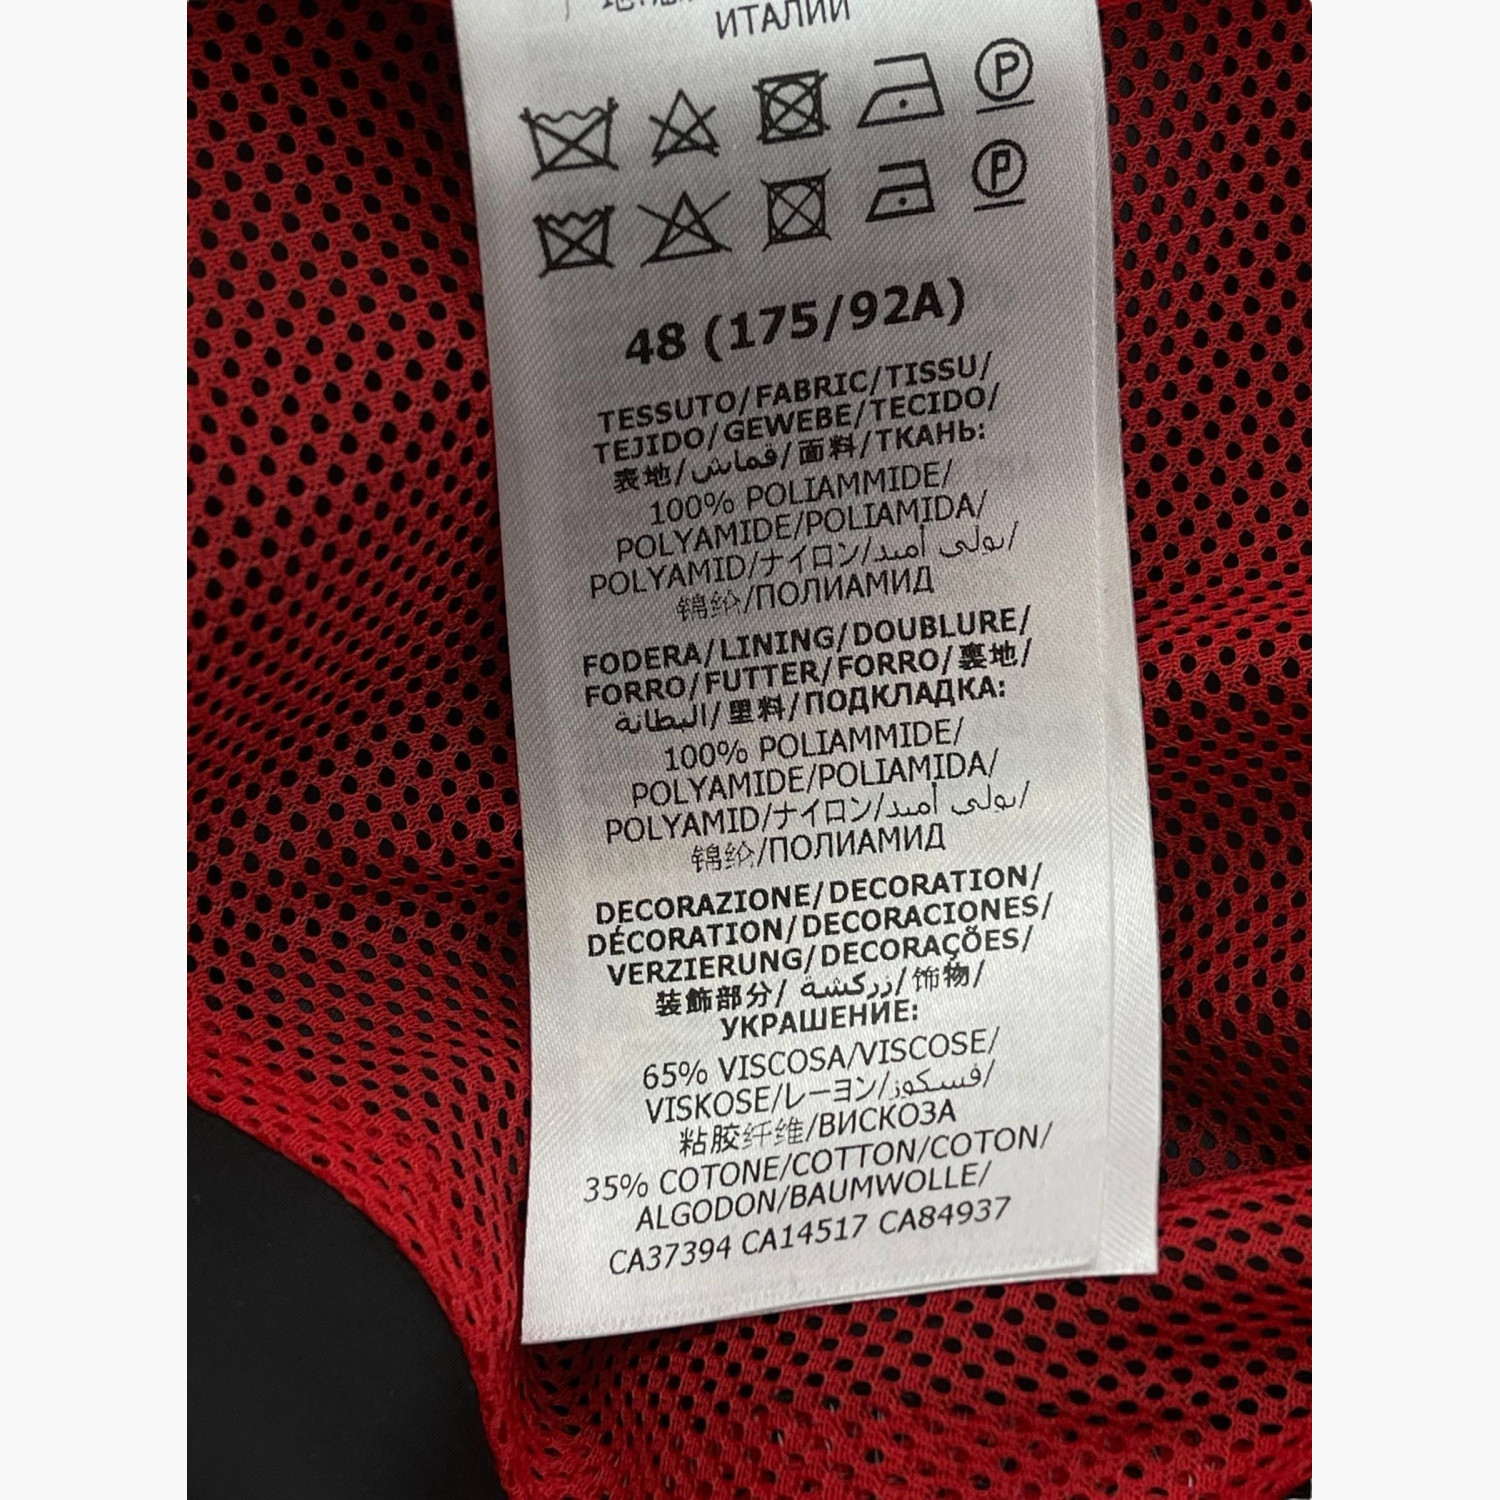 ИТАЛИИ
P
P
48 (175/92A)
TESSUTO/FABRIC/TISSU/
TEJIDO/GEWEBE/TECIDO/
表地/قماش/面料/ТКАНЬ:
100% POLIAMMIDE/
POLYAMIDE/POLIAMIDA/
POLYAMID/ナイロン/بولي أميد/
锦纶/ПОЛИАМИД
FODERA/LINING/DOUBLURE/
FORRO/FUTTER/FORRO/裏地/
البطانة/里料/ПОДКЛАДКА:
100% POLIAMMIDE/
POLYAMIDE/POLIAMIDA/
POLYAMID/ナイロン/بولي أميد/
锦纶/ПОЛИАМИД
DECORAZIONE/DECORATION/
DÉCORATION/DECORACIONES/
VERZIERUNG/DECORAÇÕES/
装飾部分/زركشة/饰物/
УКРАШЕНИЕ:
65% VISCOSA/VISCOSE/
VISKOSE/レーヨン/فسكوز/
粘胶纤维/ВИСКОЗА
35% COTONE/COTTON/COTON/
ALGODON/BAUMWOLLE/
CA37394 CA14517 CA84937